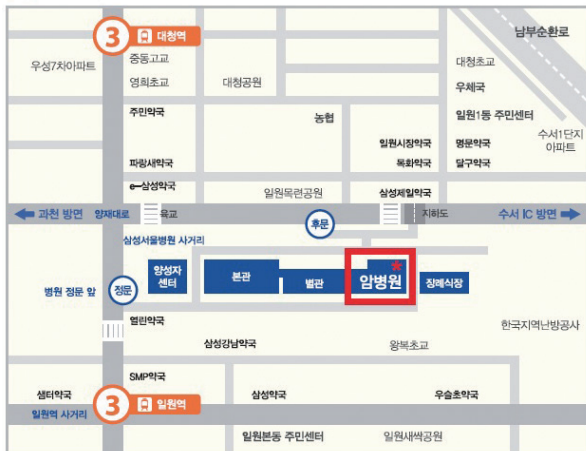 남부순환로
3 대청역
우성7차아파트
중동고교
영희초교
대청공원
대청초교
우체국
주민약국
농협
일원1동 주민센터
수서1단지
아파트
일원시장약국
명문약국
파랑새약국
목화약국
달구약국
e-삼성약국
일원목련공원
삼성제일약국
과천 방면
양재대로
육교
후문
지하도
수서 IC 방면
삼성서울병원 사거리
병원 정문 앞
정문
양성자
센터
본관
별관
암병원
*
장례식장
열린약국
한국지역난방공사
삼성강남약국
왕북초교
SMP약국
샘터약국
3 일원역
삼성약국
우슬초약국
일원역 사거리
일원본동 주민센터
일원새싹공원